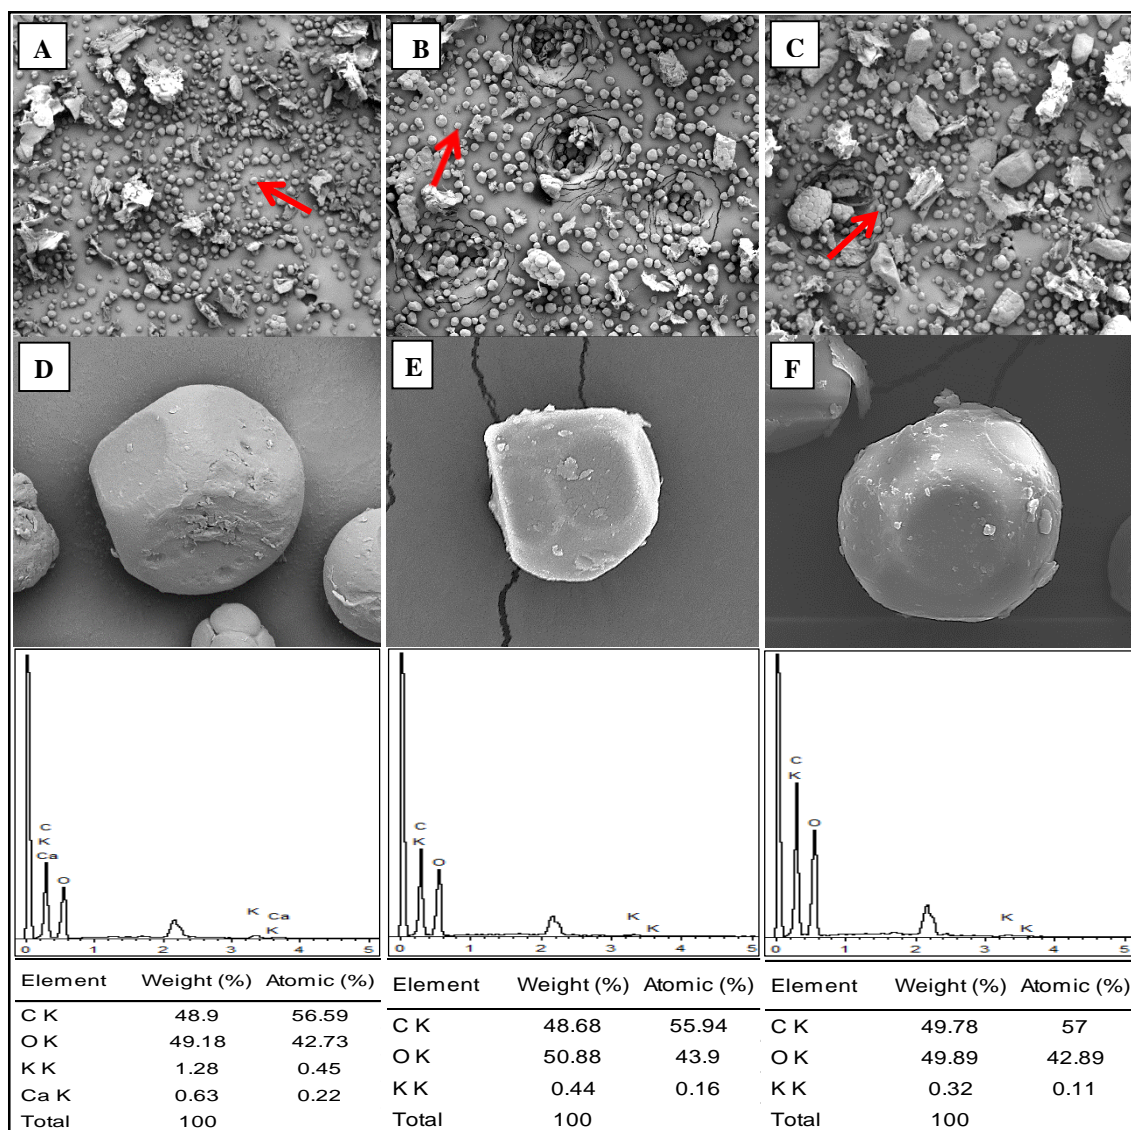 A
B
C
D
E
F
C
K
Ca
O
K
Ca
K
0 1 2 3 4 5
C
K
O
K
K
0 1 2 3 4 5
C
K
O
K
K
0 1 2 3 4 5
Element Weight (%) Atomic (%)
C K 48.9 56.59
O K 49.18 42.73
K K 1.28 0.45
Ca K 0.63 0.22
Total 100
Element Weight (%) Atomic (%)
C K 48.68 55.94
O K 50.88 43.9
K K 0.44 0.16
Total 100
Element Weight (%) Atomic (%)
C K 49.78 57
O K 49.89 42.89
K K 0.32 0.11
Total 100